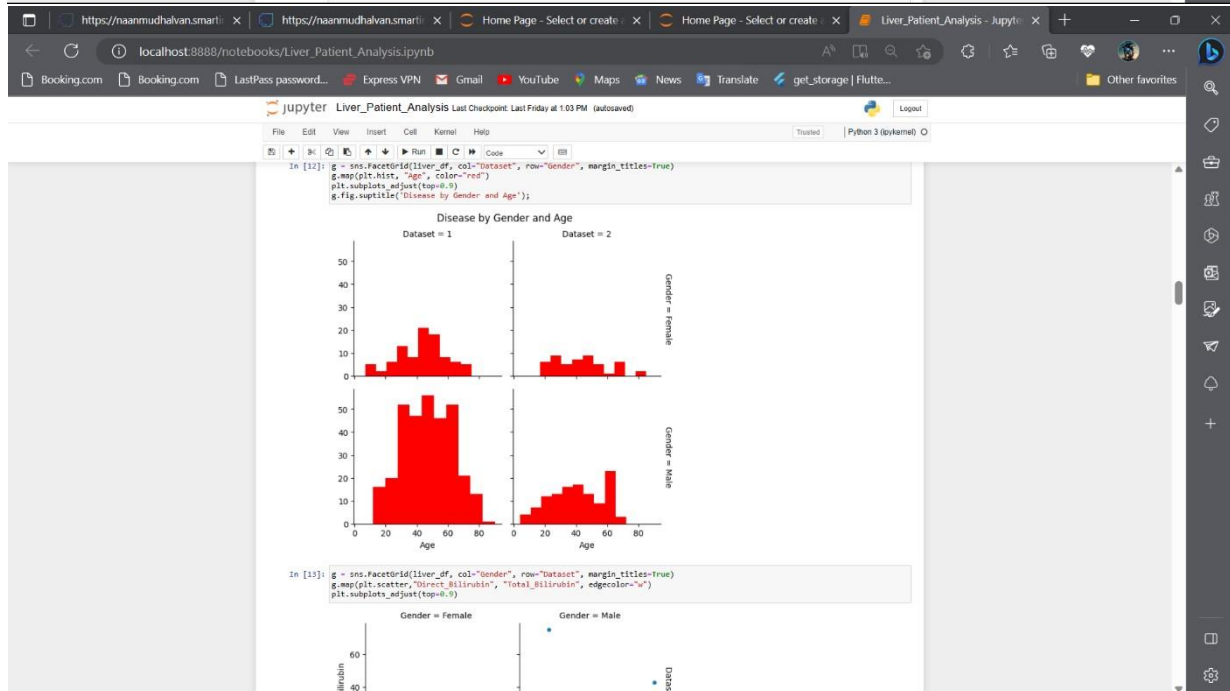 https://naanmudhalvan.smartin
https://naanmudhalvan.smartin
Home Page - Select or create a
Home Page - Select or create a
Liver_Patient_Analysis - Jupyte
localhost:8888/notebooks/Liver_Patient_Analysis.ipynb
Booking.com
Booking.com
LastPass password...
Express VPN
Gmail
YouTube
Maps
News
Translate
get_storage | Flutte...
Other favorites
jupyter Liver_Patient_Analysis Last Checkpoint: Last Friday at 1:03 PM (autosaved)
Logout
File Edit View Insert Cell Kernel Help
Trusted
Python 3 (ipykernel)
Run
Code
In [12]: g = sns.FacetGrid(liver_df, col="Dataset", row="Gender", margin_titles=True)
g.map(plt.hist, "Age", color="red")
plt.subplots_adjust(top=0.9)
g.fig.suptitle('Disease by Gender and Age');
Disease by Gender and Age
Dataset = 1
Dataset = 2
50
40
30
20
10
0
Gender = Female
50
40
30
20
10
0
Gender = Male
0 20 40 60 80
0 20 40 60 80
Age
Age
In [13]: g = sns.FacetGrid(liver_df, col="Gender", row="Dataset", margin_titles=True)
g.map(plt.scatter,"Direct_Bilirubin", "Total_Bilirubin", edgecolor="w")
plt.subplots_adjust(top=0.9)
Gender = Female
Gender = Male
60
40
ilirubin
Datas